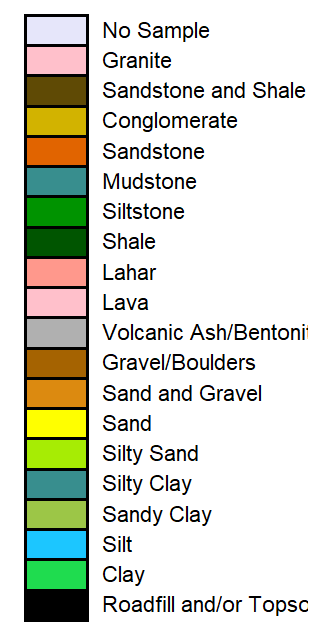 No Sample
Granite
Sandstone and Shale
Conglomerate
Sandstone
Mudstone
Siltstone
Shale
Lahar
Lava
Volcanic Ash/Bentonit
Gravel/Boulders
Sand and Gravel
Sand
Silty Sand
Silty Clay
Sandy Clay
Silt
Clay
Roadfill and/or Topso